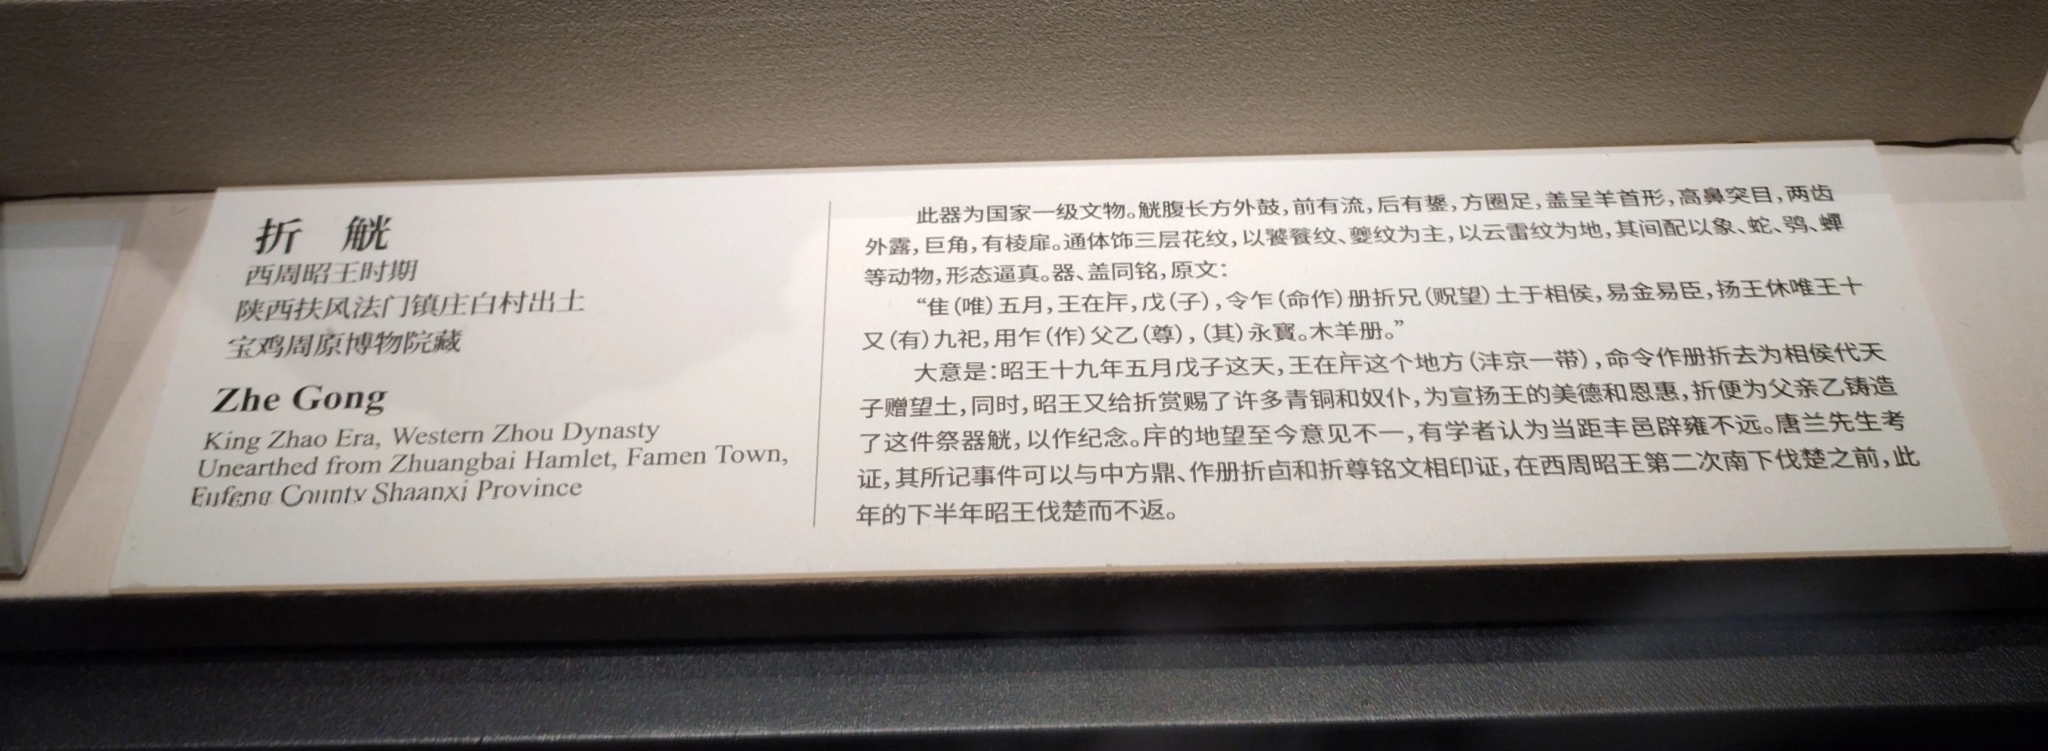 折 觥
西周昭王时期
陕西扶风法门镇庄白村出土
宝鸡周原博物院藏
Zhe Gong
King Zhao Era, Western Zhou Dynasty
Unearthed from Zhuangbai Hamlet, Famen Town,
Fufeng County Shaanxi Province
此器为国家一级文物。觥腹长方外鼓，前有流，后有鋬，方圈足，盖呈羊首形，高鼻突目，两齿
外露，巨角，有棱扉。通体饰三层花纹，以饕餮纹、夔纹为主，以云雷纹为地，其间配以象、蛇、鸮、蝉
等动物，形态逼真。器、盖同铭，原文：
“隹（唯）五月，王在厈，戊（子），令乍（命作）册折兄（贶望）土于相侯，易金易臣，扬王休唯王十
又（有）九祀，用乍（作）父乙（尊），（其）永寳。木羊册。”
大意是：昭王十九年五月戊子这天，王在厈这个地方（沣京一带），命令作册折去为相侯代天
子赠望土，同时，昭王又给折赏赐了许多青铜和奴仆，为宣扬王的美德和恩惠，折便为父亲乙铸造
了这件祭器觥，以作纪念。厈的地望至今意见不一，有学者认为当距丰邑辟雍不远。唐兰先生考
证，其所记事件可以与中方鼎、作册折卣和折尊铭文相印证，在西周昭王第二次南下伐楚之前，此
年的下半年昭王伐楚而不返。